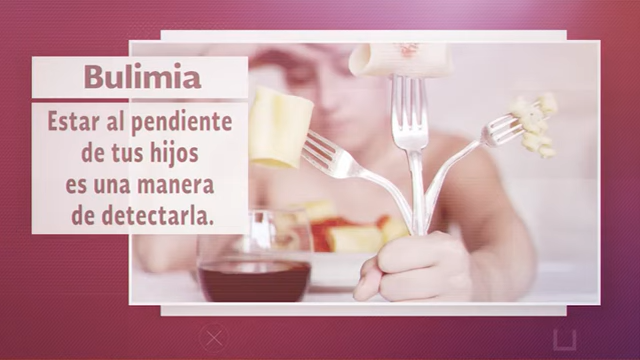 Bulimia
Estar al pendiente
de tus hijos
es una manera
de detectarla.